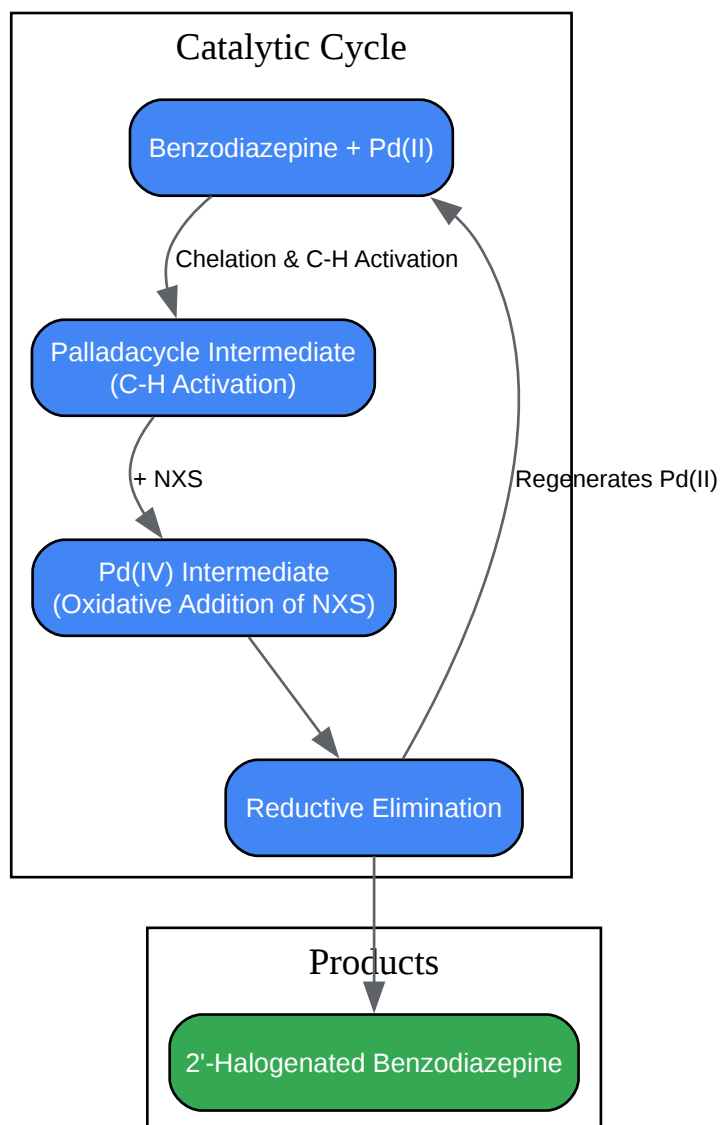 Catalytic Cycle
Benzodiazepine + Pd(II)
Chelation & C-H Activation
Palladacycle Intermediate
(C-H Activation)
+ NXS
Regenerates Pd(II)
Pd(IV) Intermediate
(Oxidative Addition of NXS)
Reductive Elimination
Products
2'-Halogenated Benzodiazepine